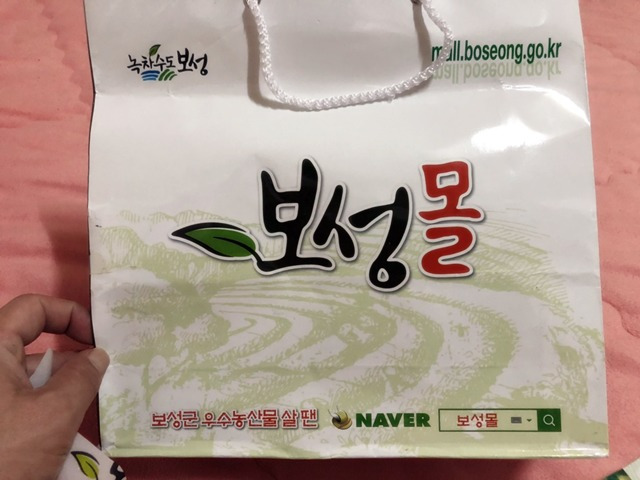 녹차수도 보성
mall.boseong.go.kr
보성몰
보성군 우수농산물 살 땐 NAVER 보성몰